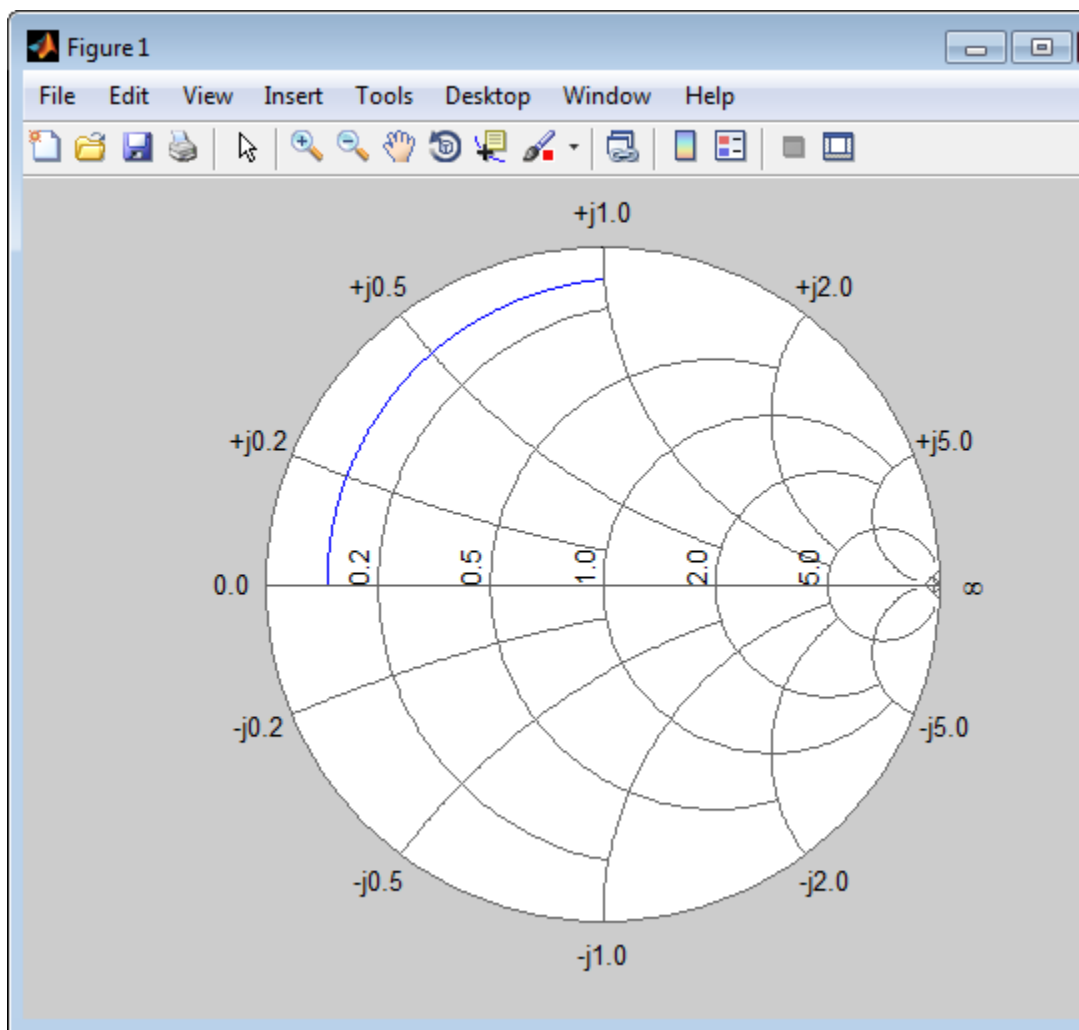 Figure 1
File Edit View Insert Tools Desktop Window Help
+j1.0
+j0.5
+j2.0
+j0.2
+j5.0
0.0
0.2
0.5
1.0
2.0
5.0
∞
-j0.2
-j5.0
-j0.5
-j2.0
-j1.0